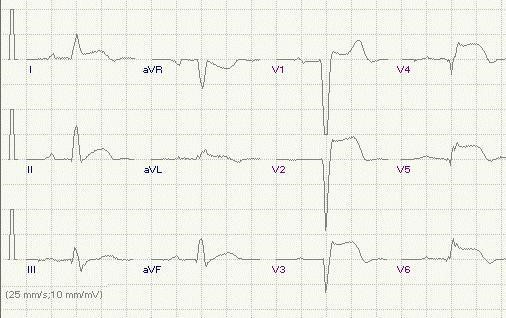 I aVR V1 V4
II aVL V2 V5
III aVF V3 V6
(25 mm/s;10 mm/mV)